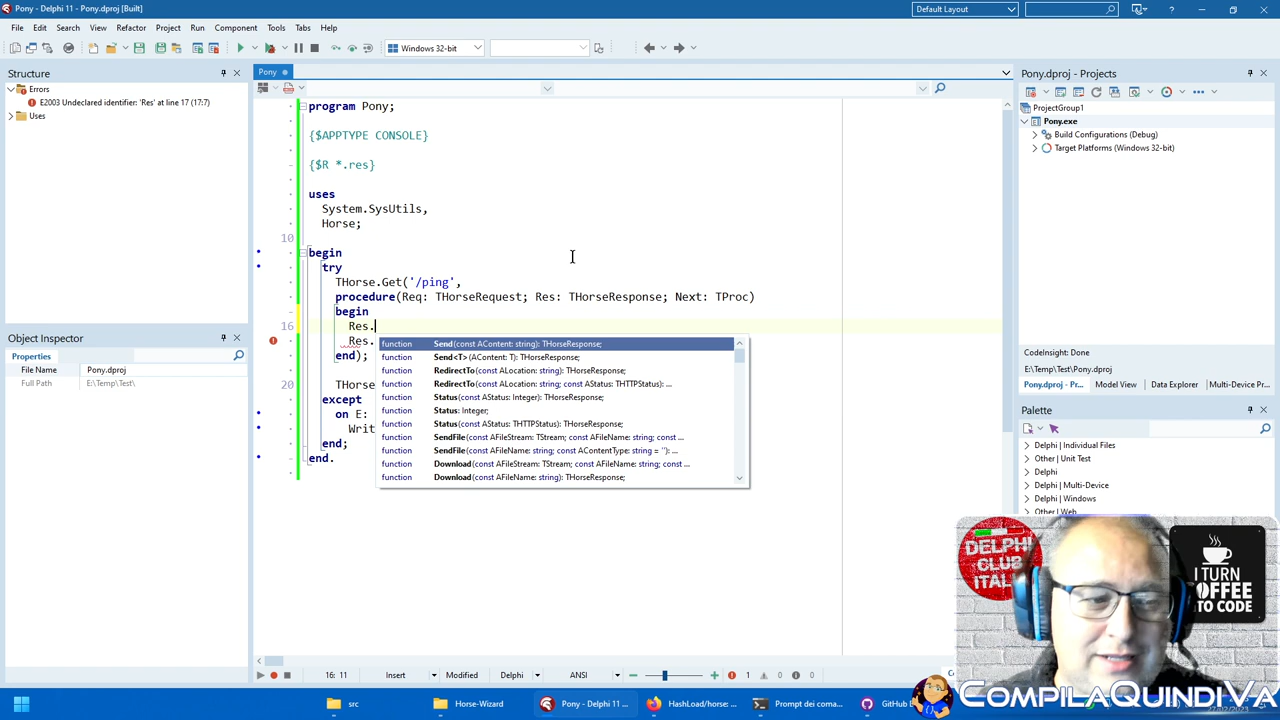 Pony - Delphi 11 - Pony.dproj [Built]
Default Layout
File Edit Search View Refactor Project Run Component Tools Tabs Help
Windows 32-bit
Structure
Errors
E2003 Undeclared identifier: 'Res' at line 17 (17:7)
Uses
Object Inspector
Properties
File Name Pony.dproj
Full Path E:\Temp\Test\
Pony
program Pony;
{$APPTYPE CONSOLE}
{$R *.res}
uses
System.SysUtils,
Horse;
10
begin
try
THorse.Get('/ping',
procedure(Req: THorseRequest; Res: THorseResponse; Next: TProc)
begin
16 Res.
Res.
end);
20 THorse
except
on E:
Writ
end;
end.
function Send(const AContent: string): THorseResponse;
function Send<T>(AContent: T): THorseResponse;
function RedirectTo(const ALocation: string): THorseResponse;
function RedirectTo(const ALocation: string; const AStatus: THTTPStatus): ...
function Status(const AStatus: Integer): THorseResponse;
function Status: Integer;
function Status(const AStatus: THTTPStatus): THorseResponse;
function SendFile(const AFileStream: TStream; const AFileName: string; const ...
function SendFile(const AFileName: string; const AContentType: string = ''): ...
function Download(const AFileStream: TStream; const AFileName: string; const ...
function Download(const AFileName: string): THorseResponse;
16: 11 Insert Modified Delphi ANSI 1 0 0
Pony.dproj - Projects
ProjectGroup1
Pony.exe
Build Configurations (Debug)
Target Platforms (Windows 32-bit)
CodeInsight: Done
E:\Temp\Test\Pony.dproj
Pony.dproj - Pr... Model View Data Explorer Multi-Device Pr...
Palette
Delphi | Individual Files
Other | Unit Test
Delphi
Delphi | Multi-Device
Delphi | Windows
Other | Web
DELPHI
CLUB
ITALI
I TURN
COFFEE
INTO CODE
COMPILAQUINDIVA
src
Horse-Wizard
Pony - Delphi 11 ...
HashLoad/horse: ...
Prompt dei coma...
GitHub